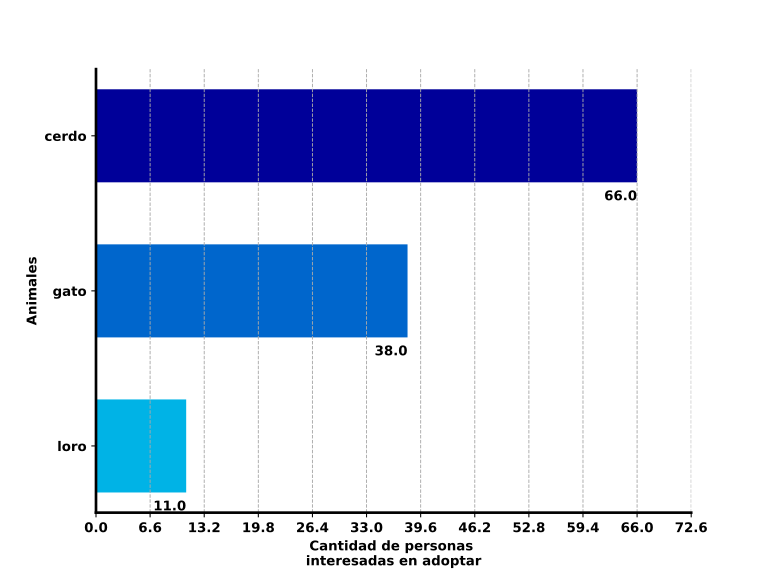 cerdo
66.0
gato
38.0
loro
11.0
Animales
0.0 6.6 13.2 19.8 26.4 33.0 39.6 46.2 52.8 59.4 66.0 72.6
Cantidad de personas
interesadas en adoptar